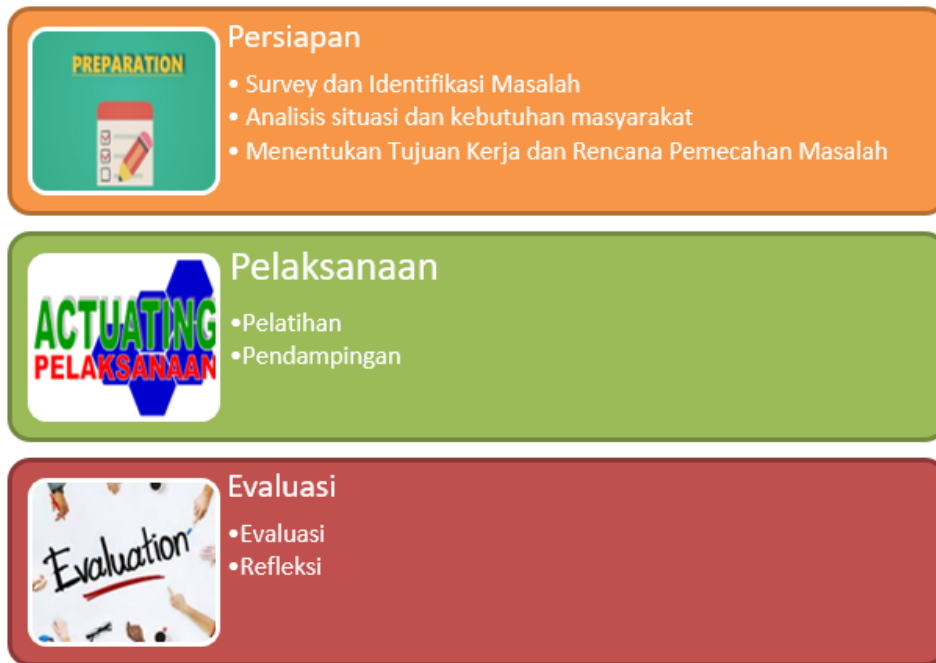 PREPARATION
Persiapan
• Survey dan Identifikasi Masalah
• Analisis situasi dan kebutuhan masyarakat
• Menentukan Tujuan Kerja dan Rencana Pemecahan Masalah
ACTUATING
PELAKSANAAN
Pelaksanaan
•Pelatihan
•Pendampingan
Evaluation
Evaluasi
•Evaluasi
•Refleksi